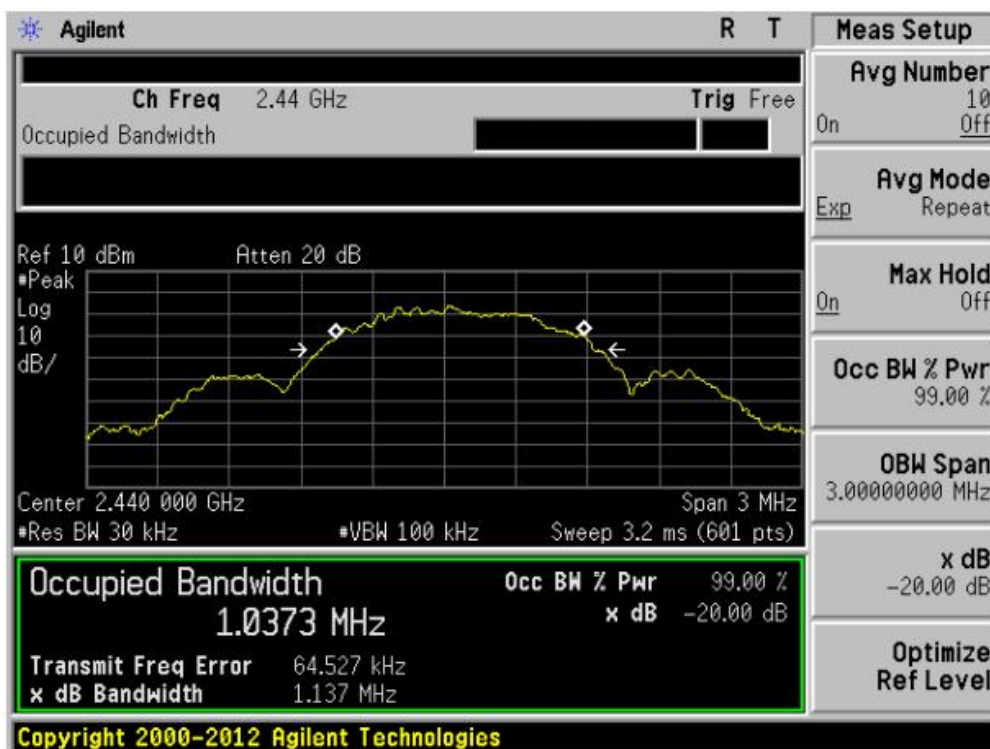 Agilent R T
Ch Freq 2.44 GHz Trig Free
Occupied Bandwidth
Ref 10 dBm Atten 20 dB
#Peak
Log
10
dB/
Center 2.440 000 GHz Span 3 MHz
#Res BW 30 kHz #VBW 100 kHz Sweep 3.2 ms (601 pts)
Occupied Bandwidth
1.0373 MHz
Occ BW % Pwr 99.00 %
x dB -20.00 dB
Transmit Freq Error 64.527 kHz
x dB Bandwidth 1.137 MHz
Copyright 2000-2012 Agilent Technologies
Meas Setup
Avg Number
10
On Off
Avg Mode
Exp Repeat
Max Hold
On Off
Occ BW % Pwr
99.00 %
OBW Span
3.00000000 MHz
x dB
-20.00 dB
Optimize
Ref Level